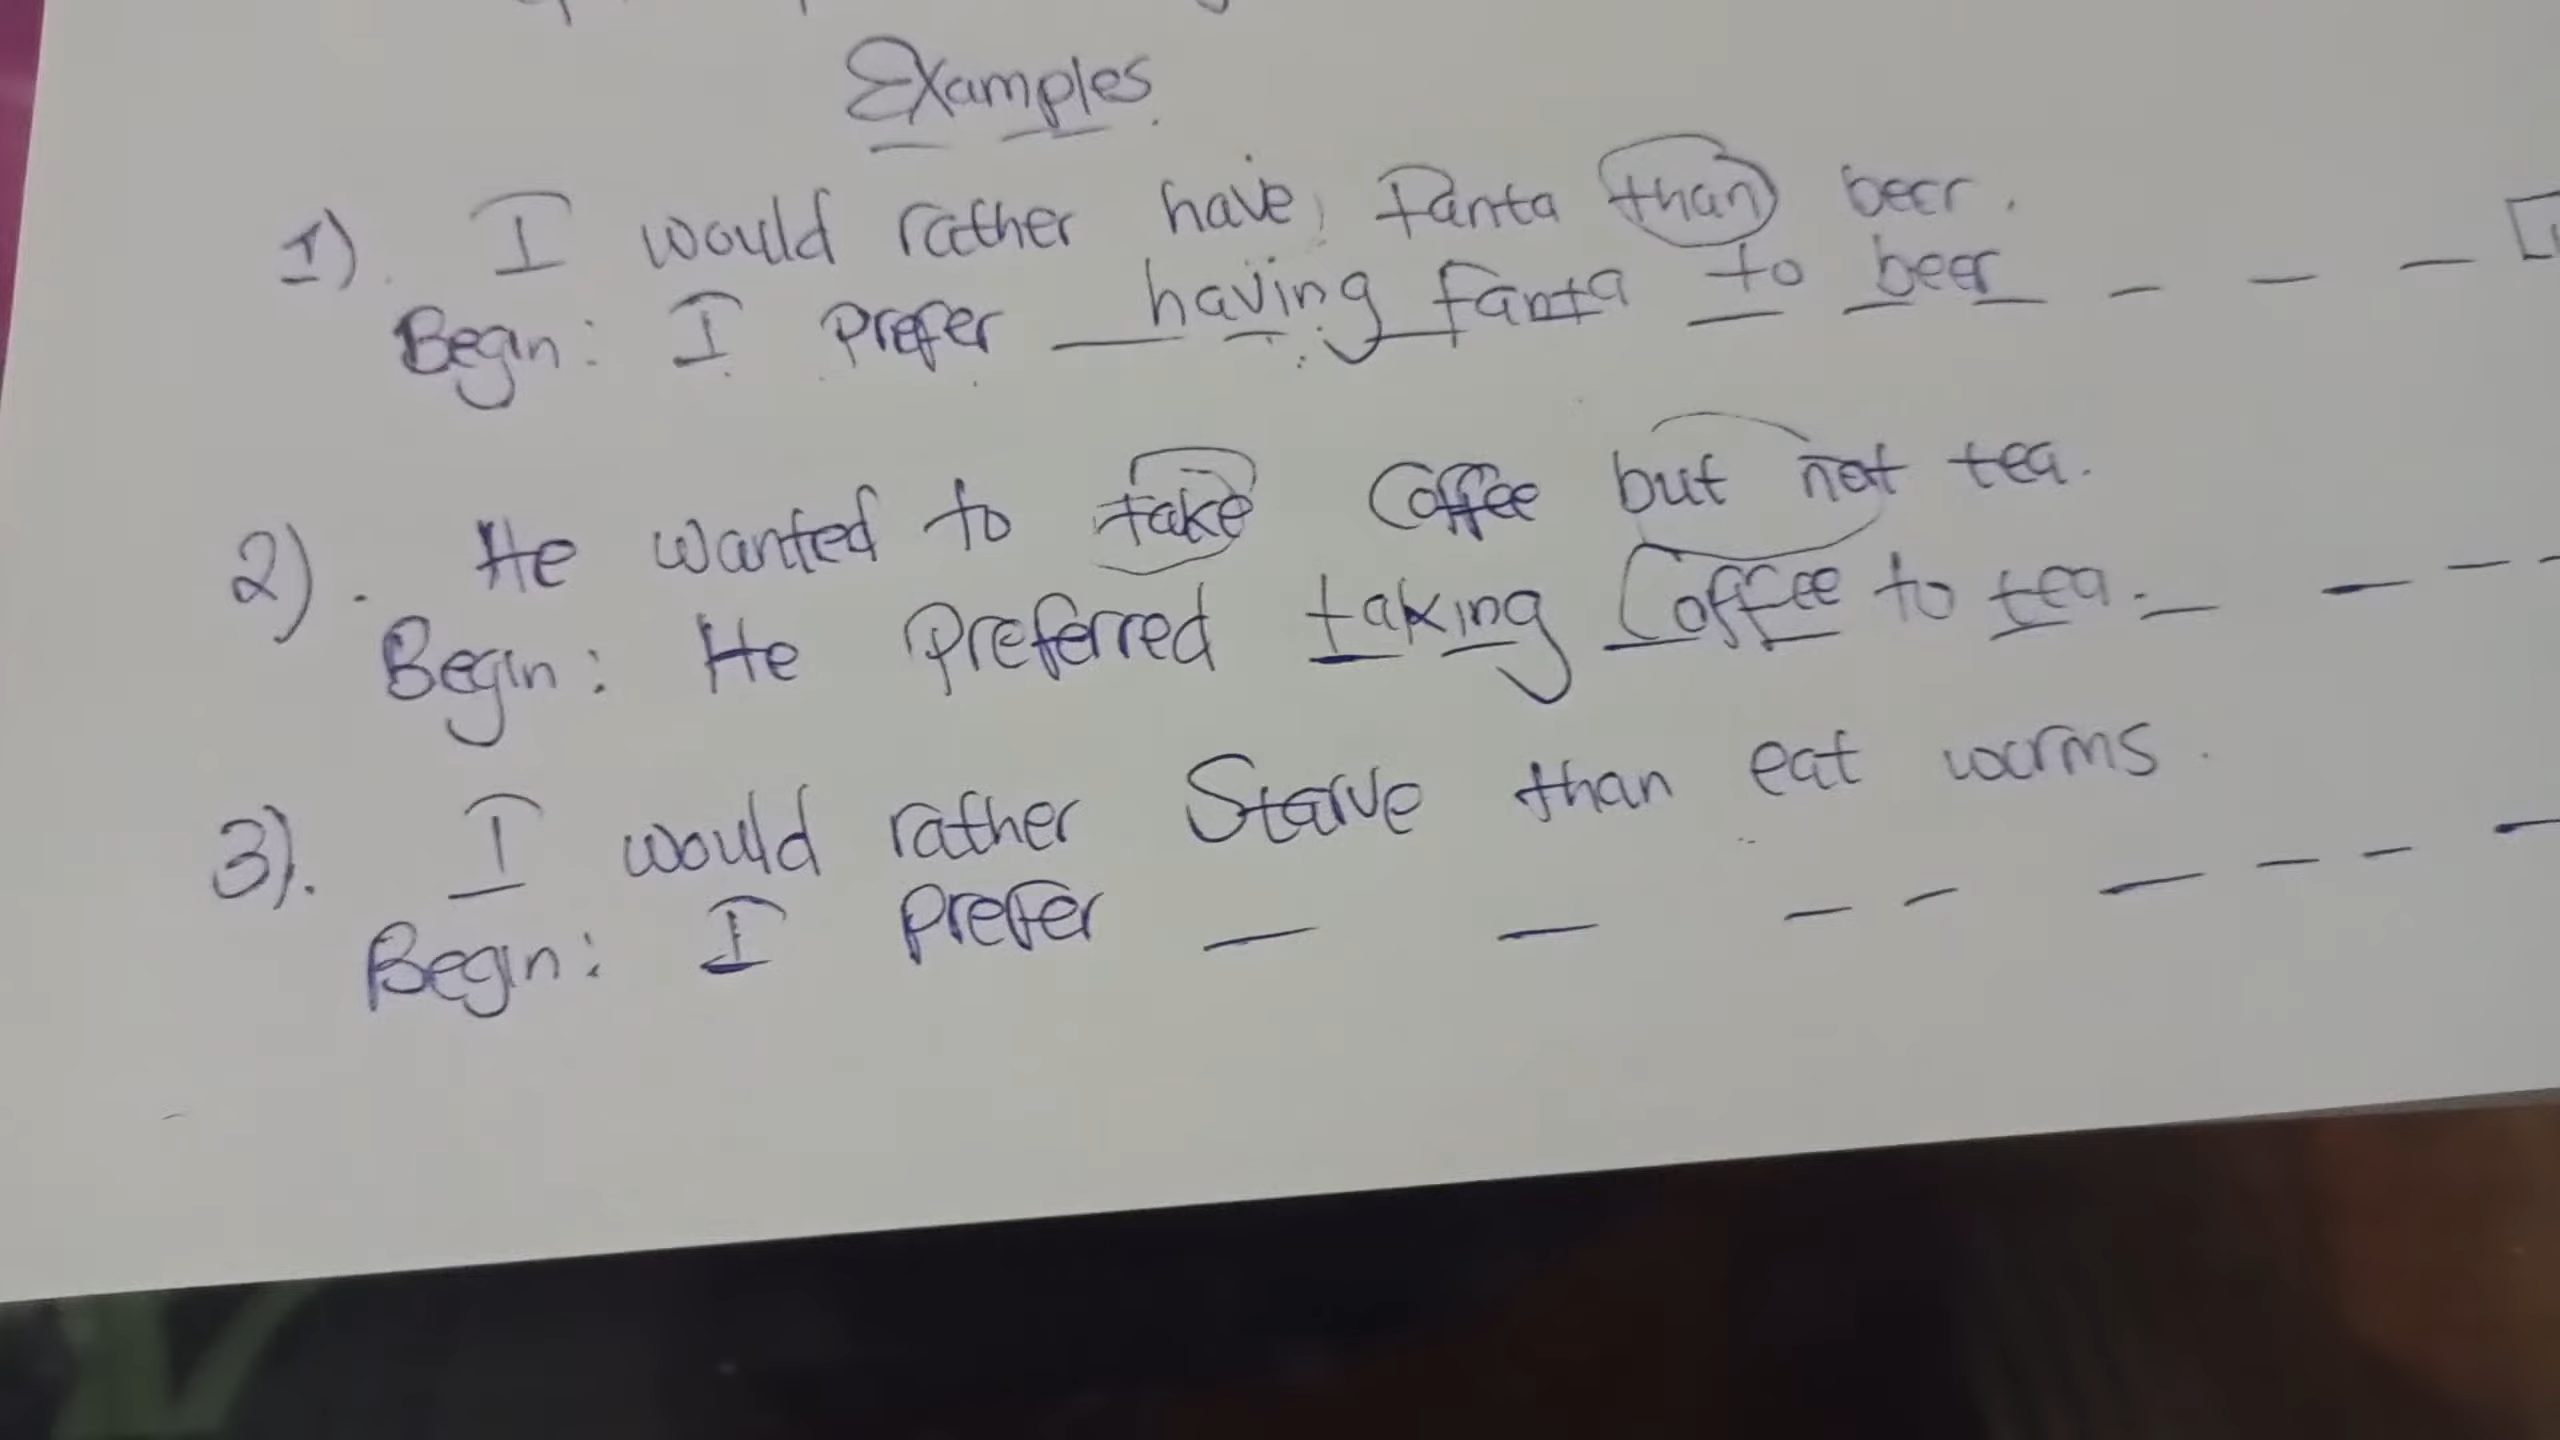 Examples.
1). I would rather have, Fanta than beer.
Begin: I prefer having fanta to beer
2). He wanted to take Coffee but not tea.
Begin: He Preferred taking Coffee to tea.
3). I would rather Starve than eat worms.
Begin: I prefer